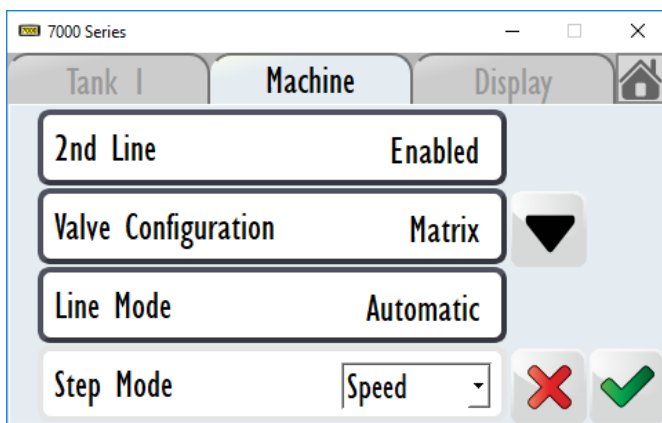 7000 Series
Tank 1 Machine Display
2nd Line Enabled
Valve Configuration Matrix
Line Mode Automatic
Step Mode Speed